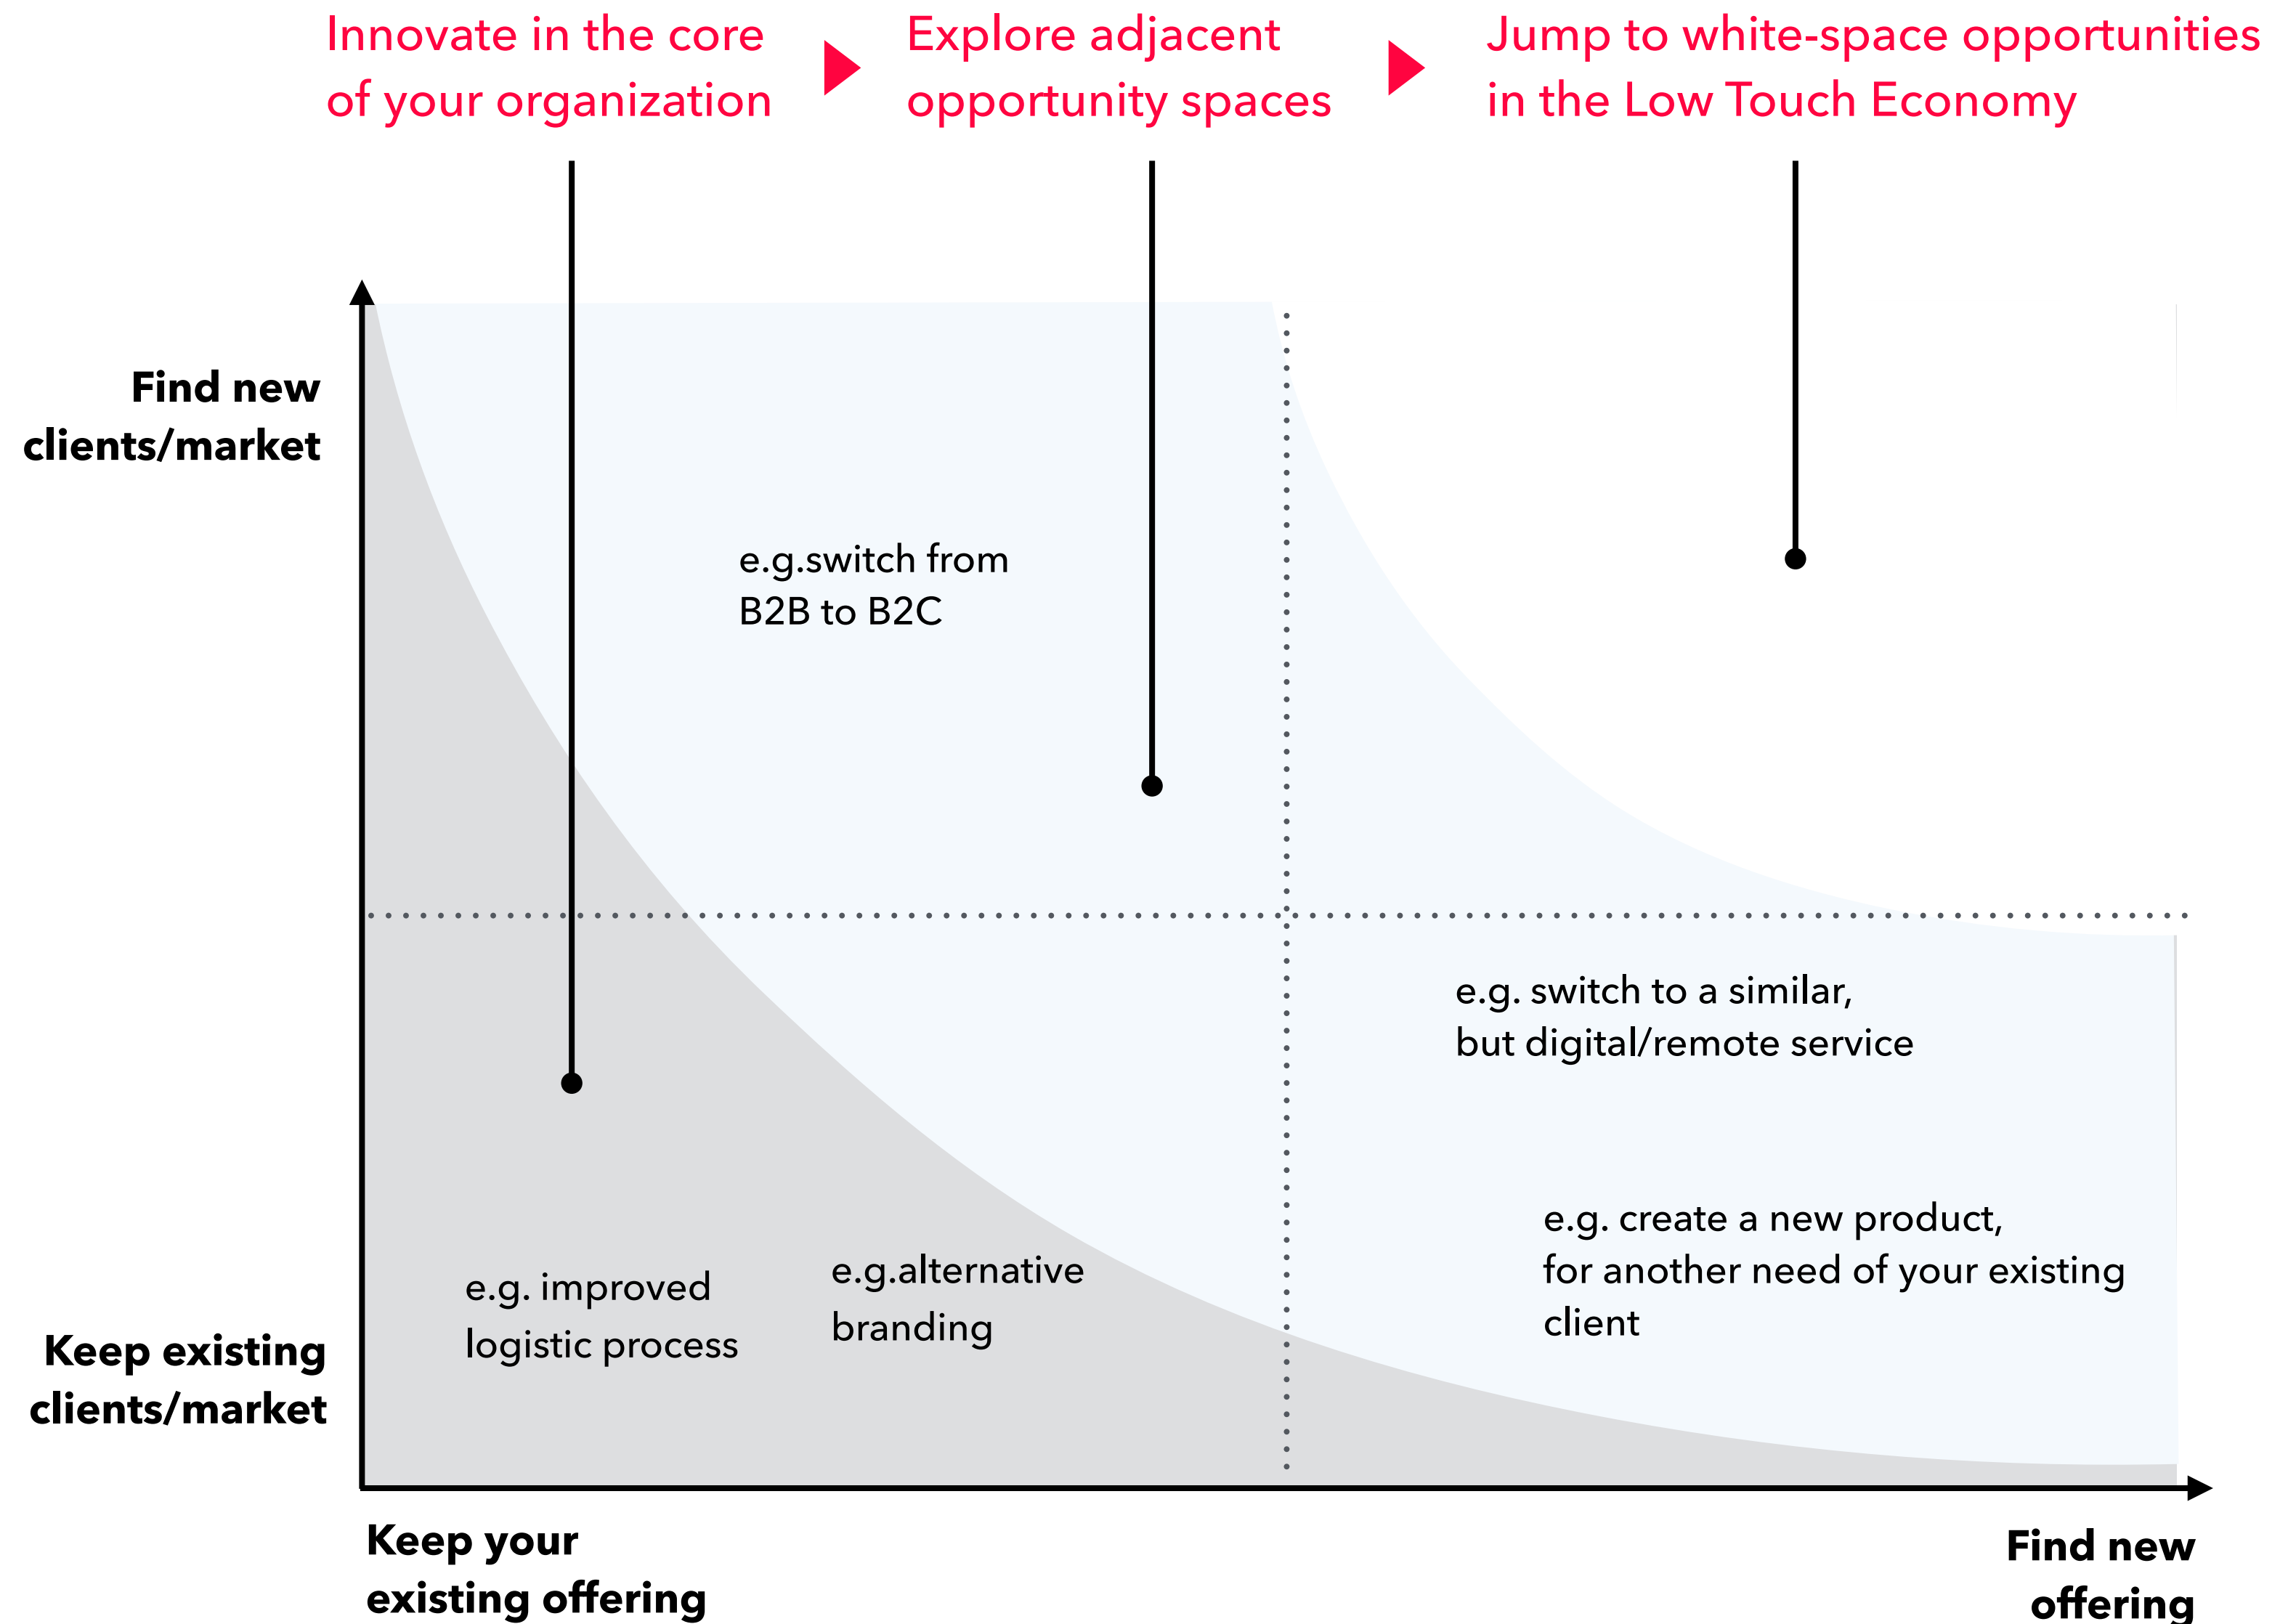 Innovate in the core
of your organization
Explore adjacent
opportunity spaces
Jump to white-space opportunities
in the Low Touch Economy
Find new
clients/market
e.g.switch from
B2B to B2C
e.g. switch to a similar,
but digital/remote service
e.g. create a new product,
for another need of your existing
client
e.g. improved
logistic process
e.g.alternative
branding
Keep existing
clients/market
Keep your
existing offering
Find new
offering